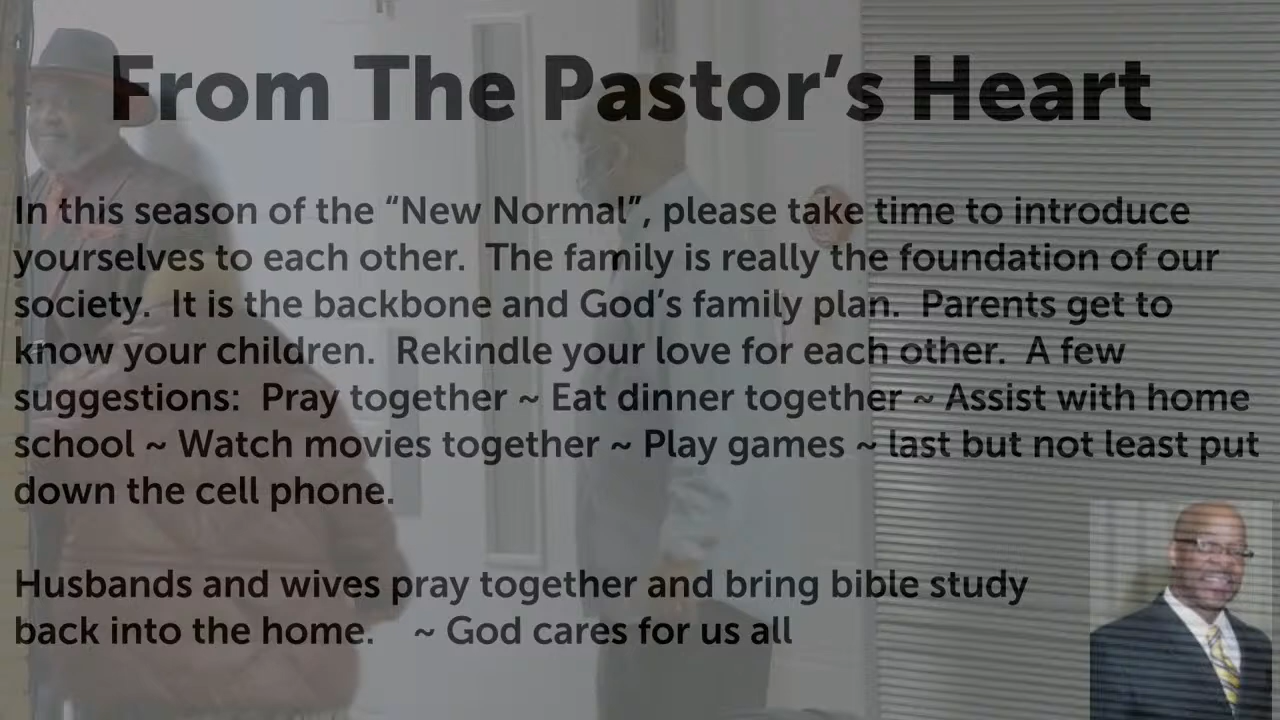 From The Pastor’s Heart
In this season of the “New Normal”, please take time to introduce
yourselves to each other.  The family is really the foundation of our
society.  It is the backbone and God’s family plan.  Parents get to
know your children.  Rekindle your love for each other.  A few
suggestions:  Pray together ~ Eat dinner together ~ Assist with home
school ~ Watch movies together ~ Play games ~ last but not least put
down the cell phone.
Husbands and wives pray together and bring bible study
back into the home.    ~ God cares for us all